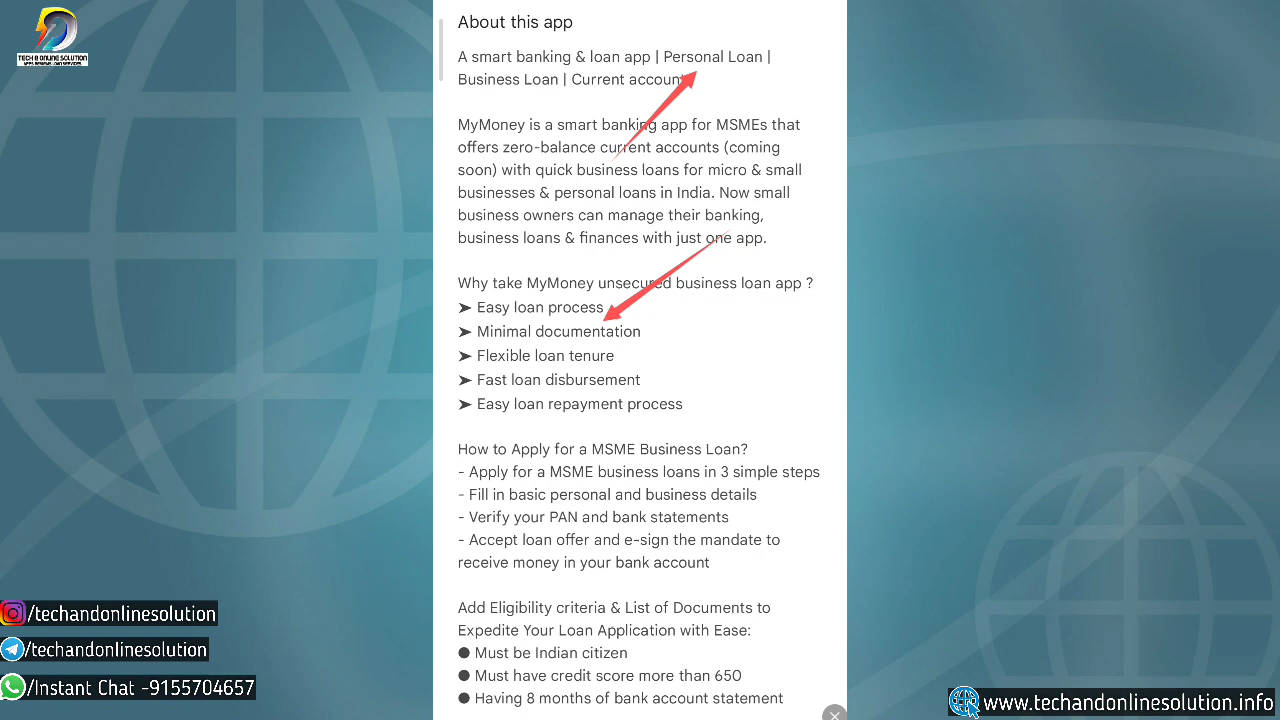 TECH & ONLINE SOLUTION
About this app
A smart banking & loan app | Personal Loan |
Business Loan | Current account
MyMoney is a smart banking app for MSMEs that
offers zero-balance current accounts (coming
soon) with quick business loans for micro & small
businesses & personal loans in India. Now small
business owners can manage their banking,
business loans & finances with just one app.
Why take MyMoney unsecured business loan app ?
➤ Easy loan process
➤ Minimal documentation
➤ Flexible loan tenure
➤ Fast loan disbursement
➤ Easy loan repayment process
How to Apply for a MSME Business Loan?
- Apply for a MSME business loans in 3 simple steps
- Fill in basic personal and business details
- Verify your PAN and bank statements
- Accept loan offer and e-sign the mandate to
receive money in your bank account
Add Eligibility criteria & List of Documents to
Expedite Your Loan Application with Ease:
● Must be Indian citizen
● Must have credit score more than 650
● Having 8 months of bank account statement
/techandonlinesolution
/techandonlinesolution
/Instant Chat -9155704657
www.techandonlinesolution.info